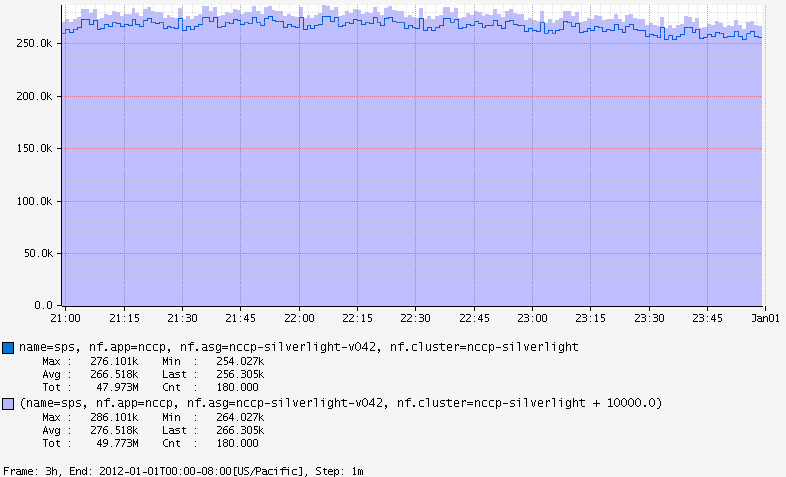 250.0k
200.0k
150.0k
100.0k
50.0k
0.0
21:00 21:15 21:30 21:45 22:00 22:15 22:30 22:45 23:00 23:15 23:30 23:45 Jan01
name=sps, nf.app=nccp, nf.asg=nccp-silverlight-v042, nf.cluster=nccp-silverlight
Max : 276.101k Min : 254.027k
Avg : 266.518k Last : 256.305k
Tot : 47.973M Cnt : 180.000
(name=sps, nf.app=nccp, nf.asg=nccp-silverlight-v042, nf.cluster=nccp-silverlight + 10000.0)
Max : 286.101k Min : 264.027k
Avg : 276.518k Last : 266.305k
Tot : 49.773M Cnt : 180.000
Frame: 3h, End: 2012-01-01T00:00-08:00[US/Pacific], Step: 1m